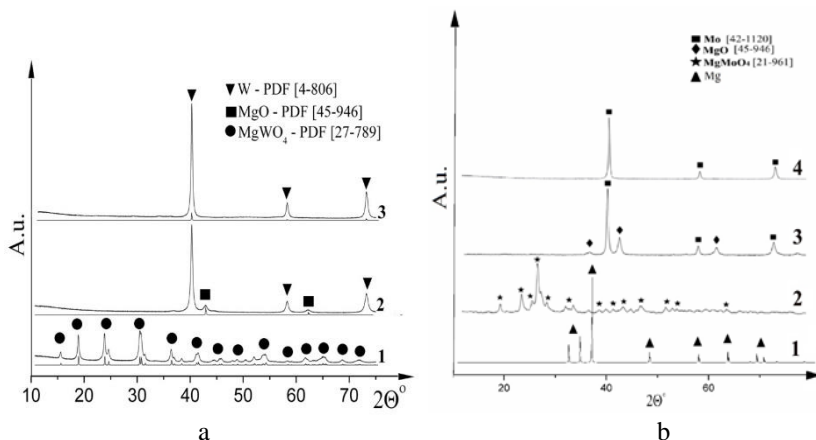 ▼ W - PDF [4-806]
■ MgO - PDF [45-946]
● MgWO₄ - PDF [27-789]
A.u.
3
2
1
10 20 30 40 50 60 70
2Θ°
a
■ Mo [42-1120]
◆ MgO [45-946]
★ MgMoO₄ [21-961]
▲ Mg
A.u.
4
3
2
1
20 40 60
2Θ°
b